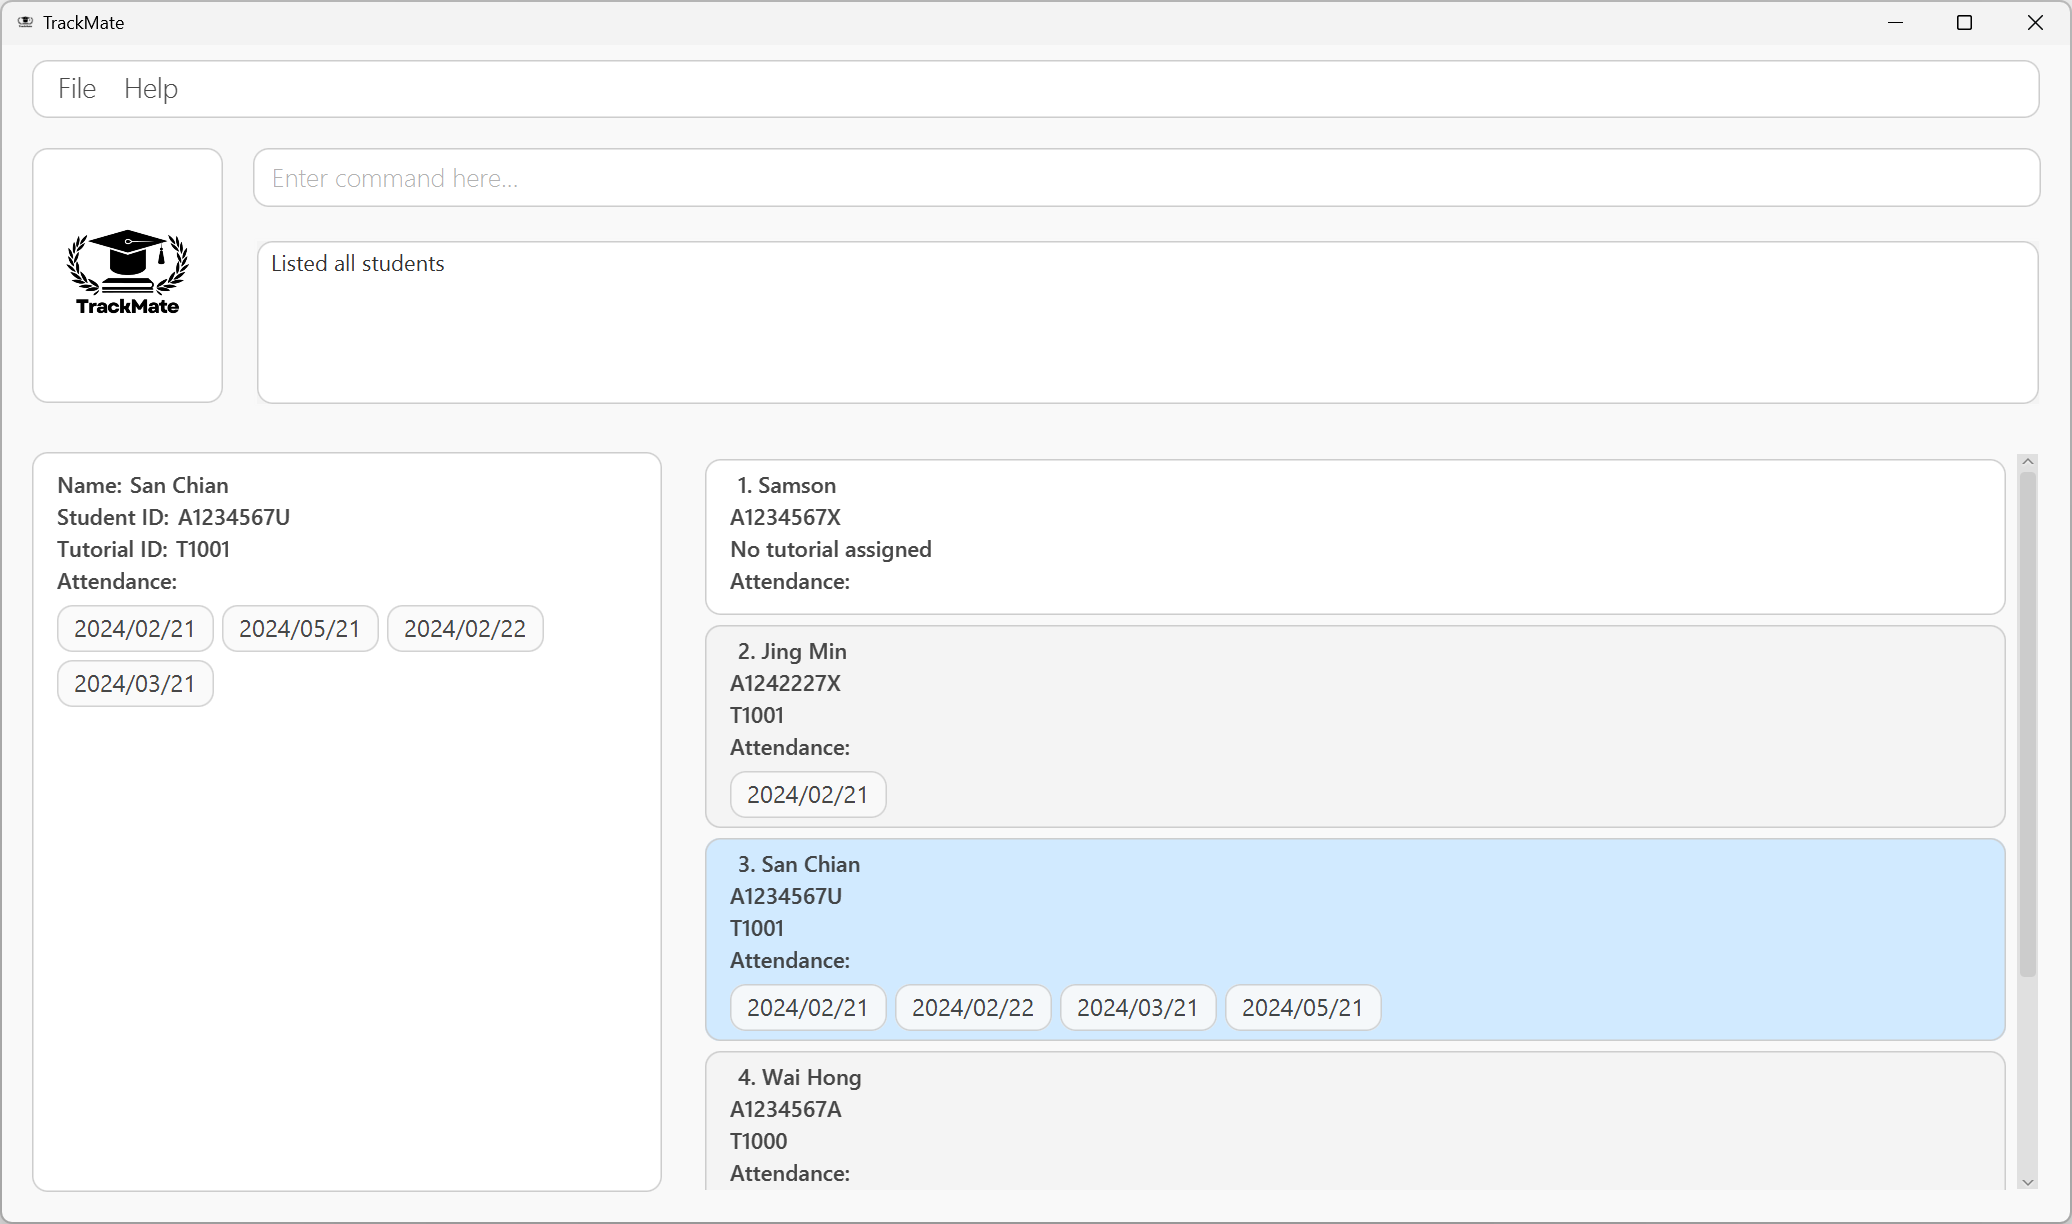 TrackMate
File Help
Enter command here...
TrackMate
Listed all students
Name: San Chian
Student ID: A1234567U
Tutorial ID: T1001
Attendance:
2024/02/21 2024/05/21 2024/02/22
2024/03/21
1. Samson
A1234567X
No tutorial assigned
Attendance:
2. Jing Min
A1242227X
T1001
Attendance:
2024/02/21
3. San Chian
A1234567U
T1001
Attendance:
2024/02/21 2024/02/22 2024/03/21 2024/05/21
4. Wai Hong
A1234567A
T1000
Attendance: